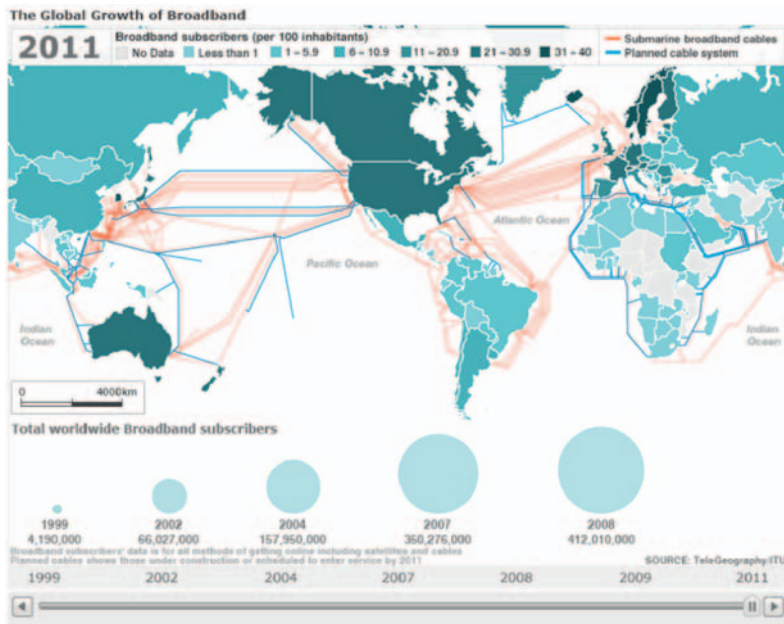 The Global Growth of Broadband
2011
Broadband subscribers (per 100 inhabitants)
No Data Less than 1 1 – 5.9 6 – 10.9 11 – 20.9 21 – 30.9 31 – 40
Submarine broadband cables
Planned cable system
Atlantic Ocean
Pacific Ocean
Indian Ocean
Indian Ocean
0 4000km
Total worldwide Broadband subscribers
1999 2002 2004 2007 2008
4,190,000 66,027,000 157,950,000 350,276,000 412,010,000
Broadband subscribers' data is for all methods of getting online including satellites and cables
Planned cables shows those under construction or scheduled to enter service by 2011
SOURCE: TeleGeography/ITU
1999 2002 2004 2007 2008 2009 2011